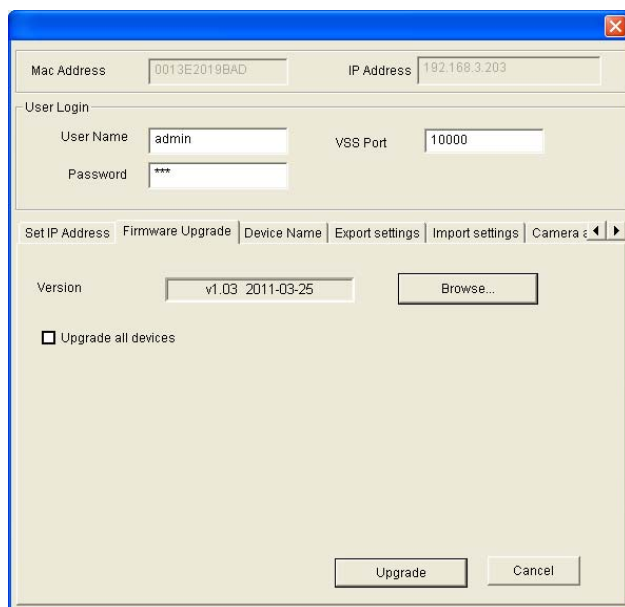 Mac Address 0013E2019BAD IP Address 192.168.3.203
User Login
User Name admin VSS Port 10000
Password ***
Set IP Address Firmware Upgrade Device Name Export settings Import settings Camera a
Version v1.03 2011-03-25 Browse...
Upgrade all devices
Upgrade Cancel